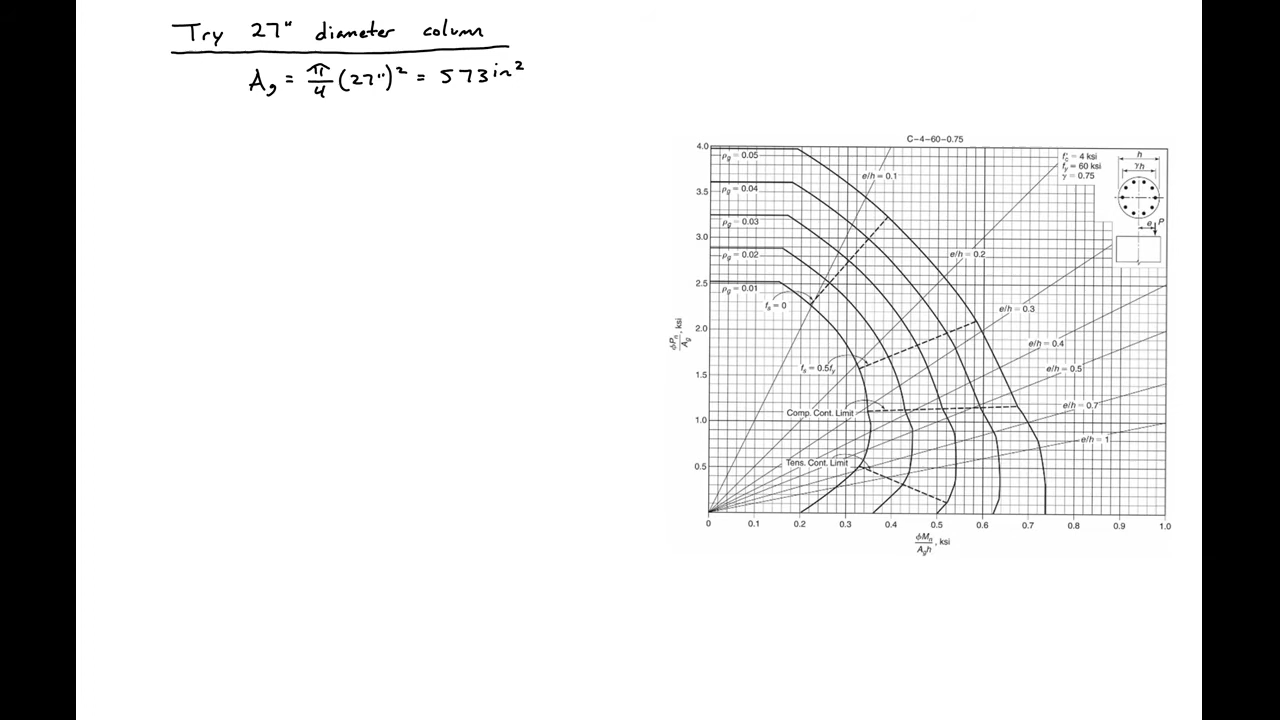 Try 27" diameter column
Ag = π/4 (27")² = 573 in²
C-4-60-0.75
f'c = 4 ksi
fy = 60 ksi
γ = 0.75
h
γh
e
P
4.0
3.5
3.0
2.5
2.0
1.5
1.0
0.5
ρg = 0.05
ρg = 0.04
ρg = 0.03
ρg = 0.02
ρg = 0.01
e/h = 0.1
e/h = 0.2
e/h = 0.3
e/h = 0.4
e/h = 0.5
e/h = 0.7
e/h = 1
fs = 0
fs = 0.5fy
Comp. Cont. Limit
Tens. Cont. Limit
ϕPn/Ag, ksi
0 0.1 0.2 0.3 0.4 0.5 0.6 0.7 0.8 0.9 1.0
ϕMn/Agh, ksi